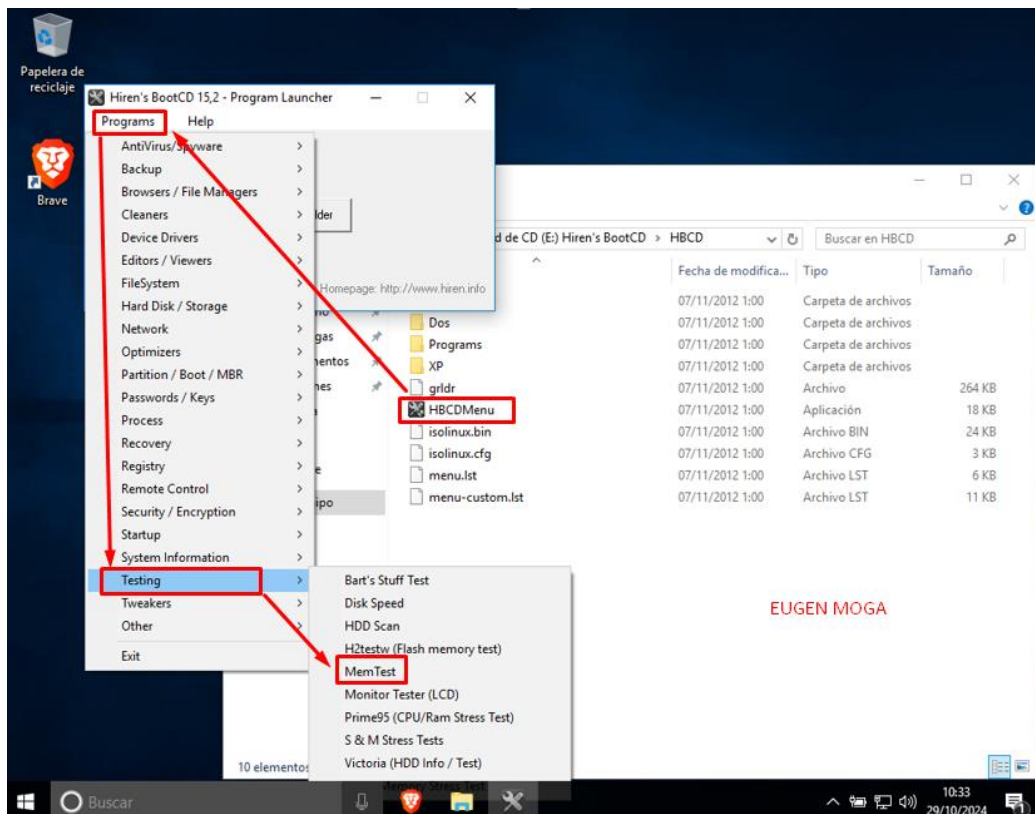 Papelera de
reciclaje
Brave
Hiren's BootCD 15,2 - Program Launcher
Programs
Help
AntiVirus/Spyware
Backup
Browsers / File Managers
Cleaners
Device Drivers
Editors / Viewers
FileSystem
Hard Disk / Storage
Network
Optimizers
Partition / Boot / MBR
Passwords / Keys
Process
Recovery
Registry
Remote Control
Security / Encryption
Startup
System Information
Testing
Tweakers
Other
Exit
Homepage: http://www.hiren.info
d de CD (E:) Hiren's BootCD > HBCD
Buscar en HBCD
Fecha de modifica... Tipo Tamaño
07/11/2012 1:00 Carpeta de archivos
Dos 07/11/2012 1:00 Carpeta de archivos
Programs 07/11/2012 1:00 Carpeta de archivos
XP 07/11/2012 1:00 Carpeta de archivos
grldr 07/11/2012 1:00 Archivo 264 KB
HBCDMenu 07/11/2012 1:00 Aplicación 18 KB
isolinux.bin 07/11/2012 1:00 Archivo BIN 24 KB
isolinux.cfg 07/11/2012 1:00 Archivo CFG 3 KB
menu.lst 07/11/2012 1:00 Archivo LST 6 KB
menu-custom.lst 07/11/2012 1:00 Archivo LST 11 KB
Bart's Stuff Test
Disk Speed
HDD Scan
H2testw (Flash memory test)
MemTest
Monitor Tester (LCD)
Prime95 (CPU/Ram Stress Test)
S & M Stress Tests
Victoria (HDD Info / Test)
Memory Stress Test
EUGEN MOGA
10 elementos
Buscar
10:33
29/10/2024